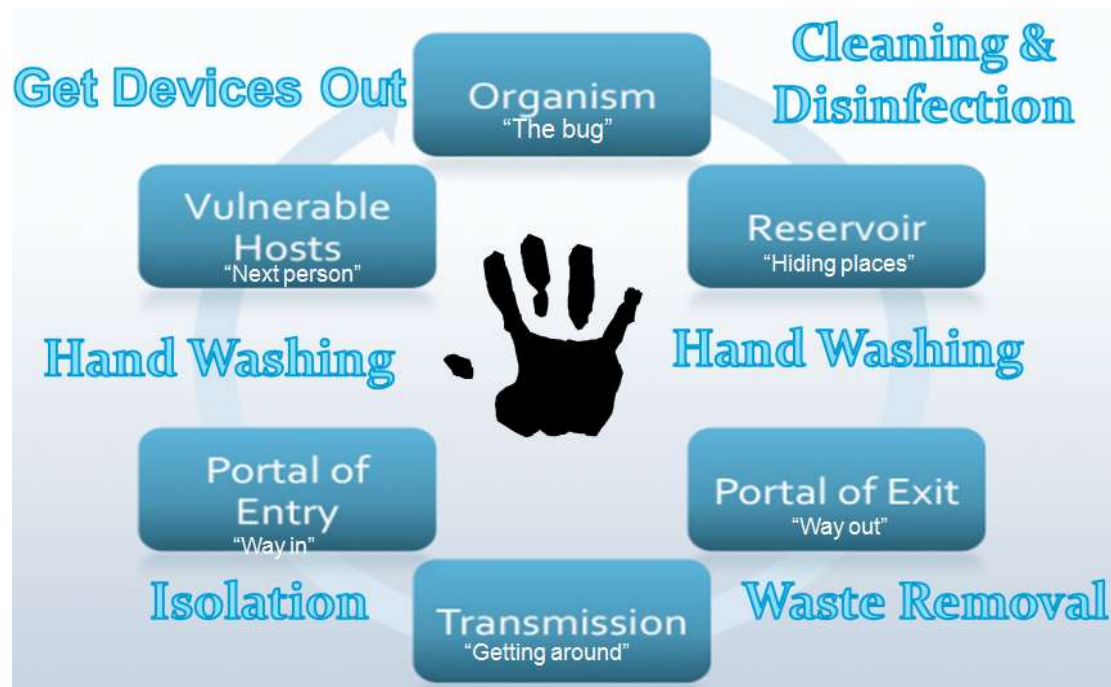 Get Devices Out
Organism
“The bug”
Cleaning &
Disinfection
Vulnerable
Hosts
“Next person”
Reservoir
“Hiding places”
Hand Washing
Hand Washing
Portal of
Entry
“Way in”
Portal of Exit
“Way out”
Isolation
Transmission
“Getting around”
Waste Removal